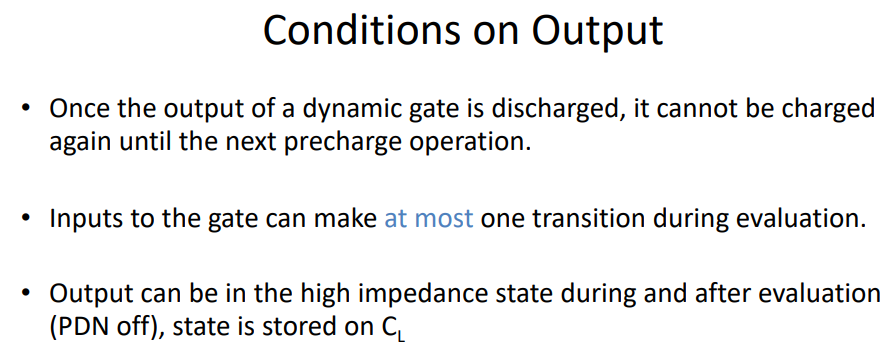 Conditions on Output
• Once the output of a dynamic gate is discharged, it cannot be charged
again until the next precharge operation.
• Inputs to the gate can make at most one transition during evaluation.
• Output can be in the high impedance state during and after evaluation
(PDN off), state is stored on C_L